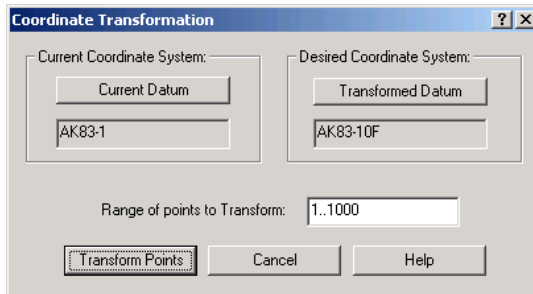 Coordinate Transformation
Current Coordinate System:
Current Datum
AK83-1
Desired Coordinate System:
Transformed Datum
AK83-10F
Range of points to Transform: 1..1000
Transform Points Cancel Help